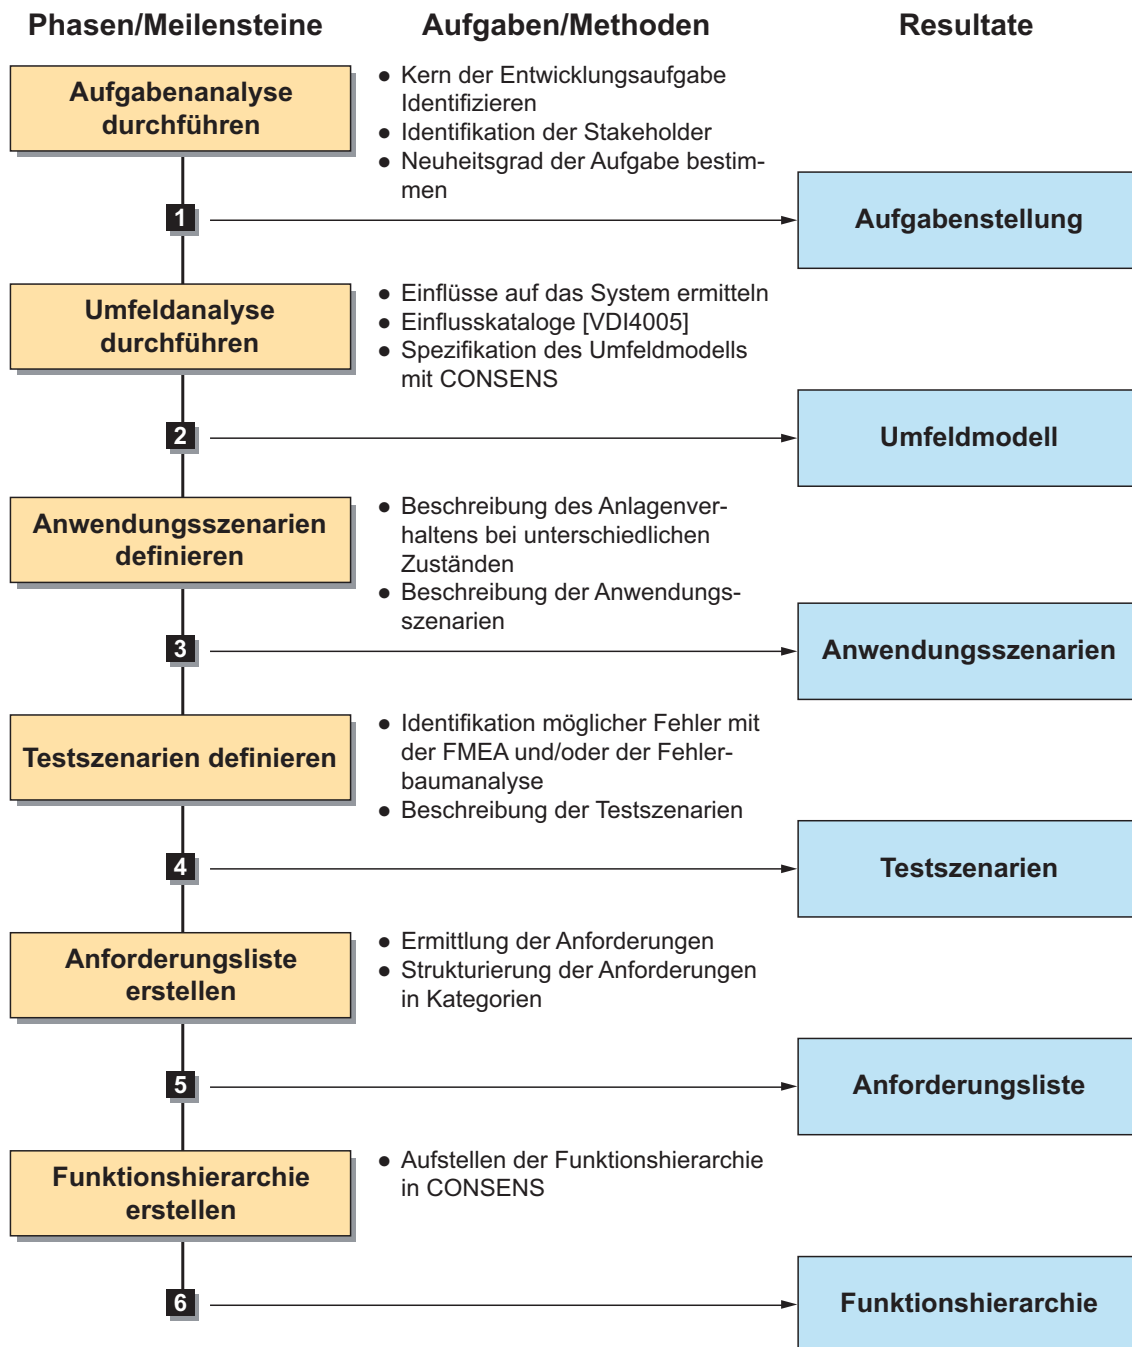 Phasen/Meilensteine
Aufgaben/Methoden
Resultate
Aufgabenanalyse
durchführen
● Kern der Entwicklungsaufgabe
Identifizieren
● Identifikation der Stakeholder
● Neuheitsgrad der Aufgabe bestim-
men
1
Aufgabenstellung
Umfeldanalyse
durchführen
● Einflüsse auf das System ermitteln
● Einflusskataloge [VDI4005]
● Spezifikation des Umfeldmodells
mit CONSENS
2
Umfeldmodell
Anwendungsszenarien
definieren
● Beschreibung des Anlagenver-
haltens bei unterschiedlichen
Zuständen
● Beschreibung der Anwendungs-
szenarien
3
Anwendungsszenarien
Testszenarien definieren
● Identifikation möglicher Fehler mit
der FMEA und/oder der Fehler-
baumanalyse
● Beschreibung der Testszenarien
4
Testszenarien
Anforderungsliste
erstellen
● Ermittlung der Anforderungen
● Strukturierung der Anforderungen
in Kategorien
5
Anforderungsliste
Funktionshierarchie
erstellen
● Aufstellen der Funktionshierarchie
in CONSENS
6
Funktionshierarchie